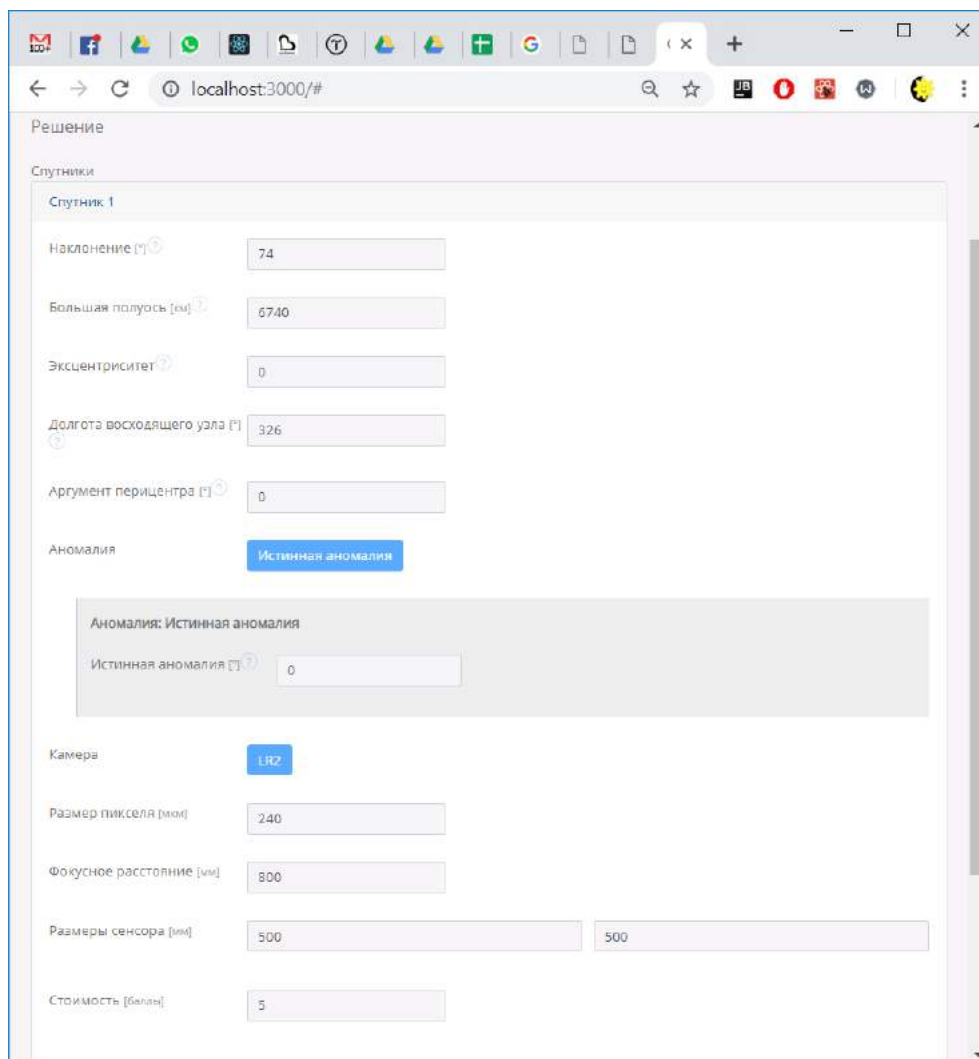 localhost:3000/#
Решение
Спутники
Спутник 1
Наклонение [°] ?
74
Большая полуось [км] ?
6740
Эксцентриситет ?
0
Долгота восходящего узла [°]
?
326
Аргумент перицентра [°] ?
0
Аномалия
Истинная аномалия
Аномалия: Истинная аномалия
Истинная аномалия [°] ?
0
Камера
LR2
Размер пикселя [мкм]
240
Фокусное расстояние [мм]
800
Размеры сенсора [мм]
500 500
Стоимость [баллы]
5